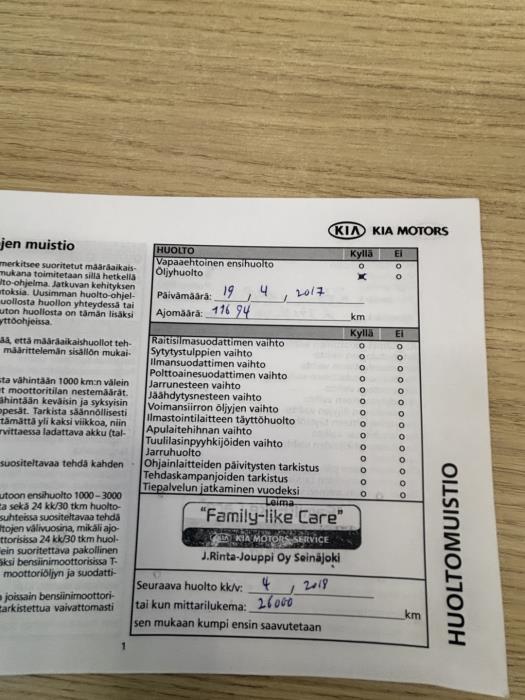 KIA KIA MOTORS
jen muistio
merkitsee suoritetut määräaikais-
mukana toimitetaan sillä hetkellä
lto-ohjelma. Jatkuvan kehityksen
utoksia. Uusimman huolto-ohjel-
uollosta huollon yhteydessä tai
uton huollosta on tämän lisäksi
yttöohjeissa.
ää, että määräaikaishuollot teh-
määrittelemän sisällön mukai-
sta vähintään 1000 km:n välein
t moottoritilan nestemäärät.
ähintään keväisin ja syksyisin
opesät. Tarkista säännöllisesti
tämättä yli kaksi viikkoa, niin
rvittaessa ladattava akku (tal-
suositeltavaa tehdä kahden
utoon ensihuolto 1000 - 3000
ta sekä 24 kk/30 tkm huolto-
suhteissa suositeltavaa tehdä
ltojen välivuosina, mikäli ajo-
ttorisissa 24 kk/30 tkm huol-
ein suoritettava pakollinen
äksi bensiinimoottorisissa T-
moottoriöljyn ja suodatti-
joissain bensiinimoottori-
tarkistettua vaivattomasti
HUOLTO Kyllä Ei
Vapaaehtoinen ensihuolto
Öljyhuolto
Päivämäärä: 19 , 4 , 2017
Ajomäärä: 116 94 km
Kyllä Ei
Raitisilmasuodattimen vaihto
Sytytystulppien vaihto
Ilmansuodattimen vaihto
Polttoainesuodattimen vaihto
Jarrunesteen vaihto
Jäähdytysnesteen vaihto
Voimansiirron öljyjen vaihto
Ilmastointilaitteen täyttöhuolto
Apulaitehihnan vaihto
Tuulilasinpyyhkijöiden vaihto
Jarruhuolto
Ohjainlaitteiden päivitysten tarkistus
Tehdaskampanjoiden tarkistus
Tiepalvelun jatkaminen vuodeksi
Leima
"Family-like Care"
KIA MOTORS SERVICE
J.Rinta-Jouppi Oy Seinäjoki
Seuraava huolto kk/v: 4 , 2018
tai kun mittarilukema: 26000 km
sen mukaan kumpi ensin saavutetaan
HUOLTOMUISTIO
1